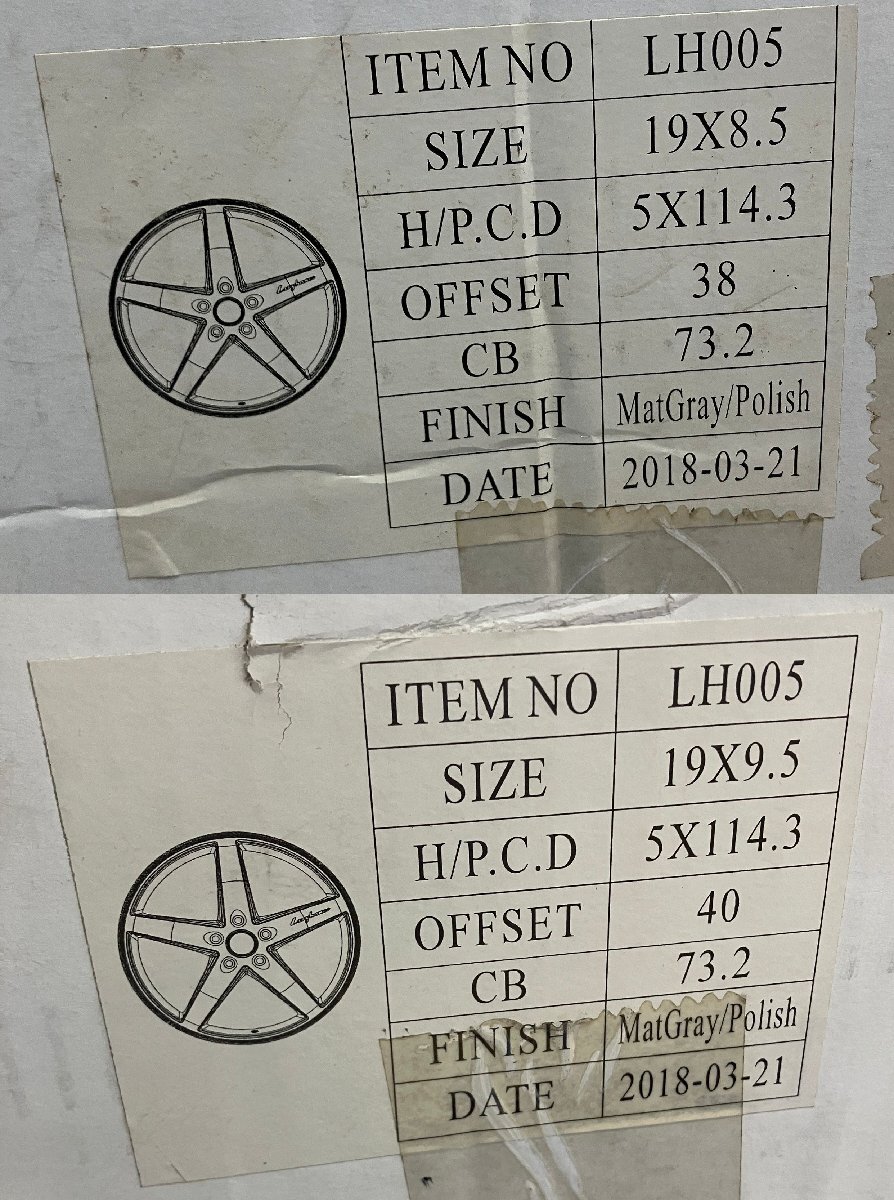 ITEM NO LH005
SIZE 19X8.5
H/P.C.D 5X114.3
OFFSET 38
CB 73.2
FINISH MatGray/Polish
DATE 2018-03-21
ITEM NO LH005
SIZE 19X9.5
H/P.C.D 5X114.3
OFFSET 40
CB 73.2
FINISH MatGray/Polish
DATE 2018-03-21